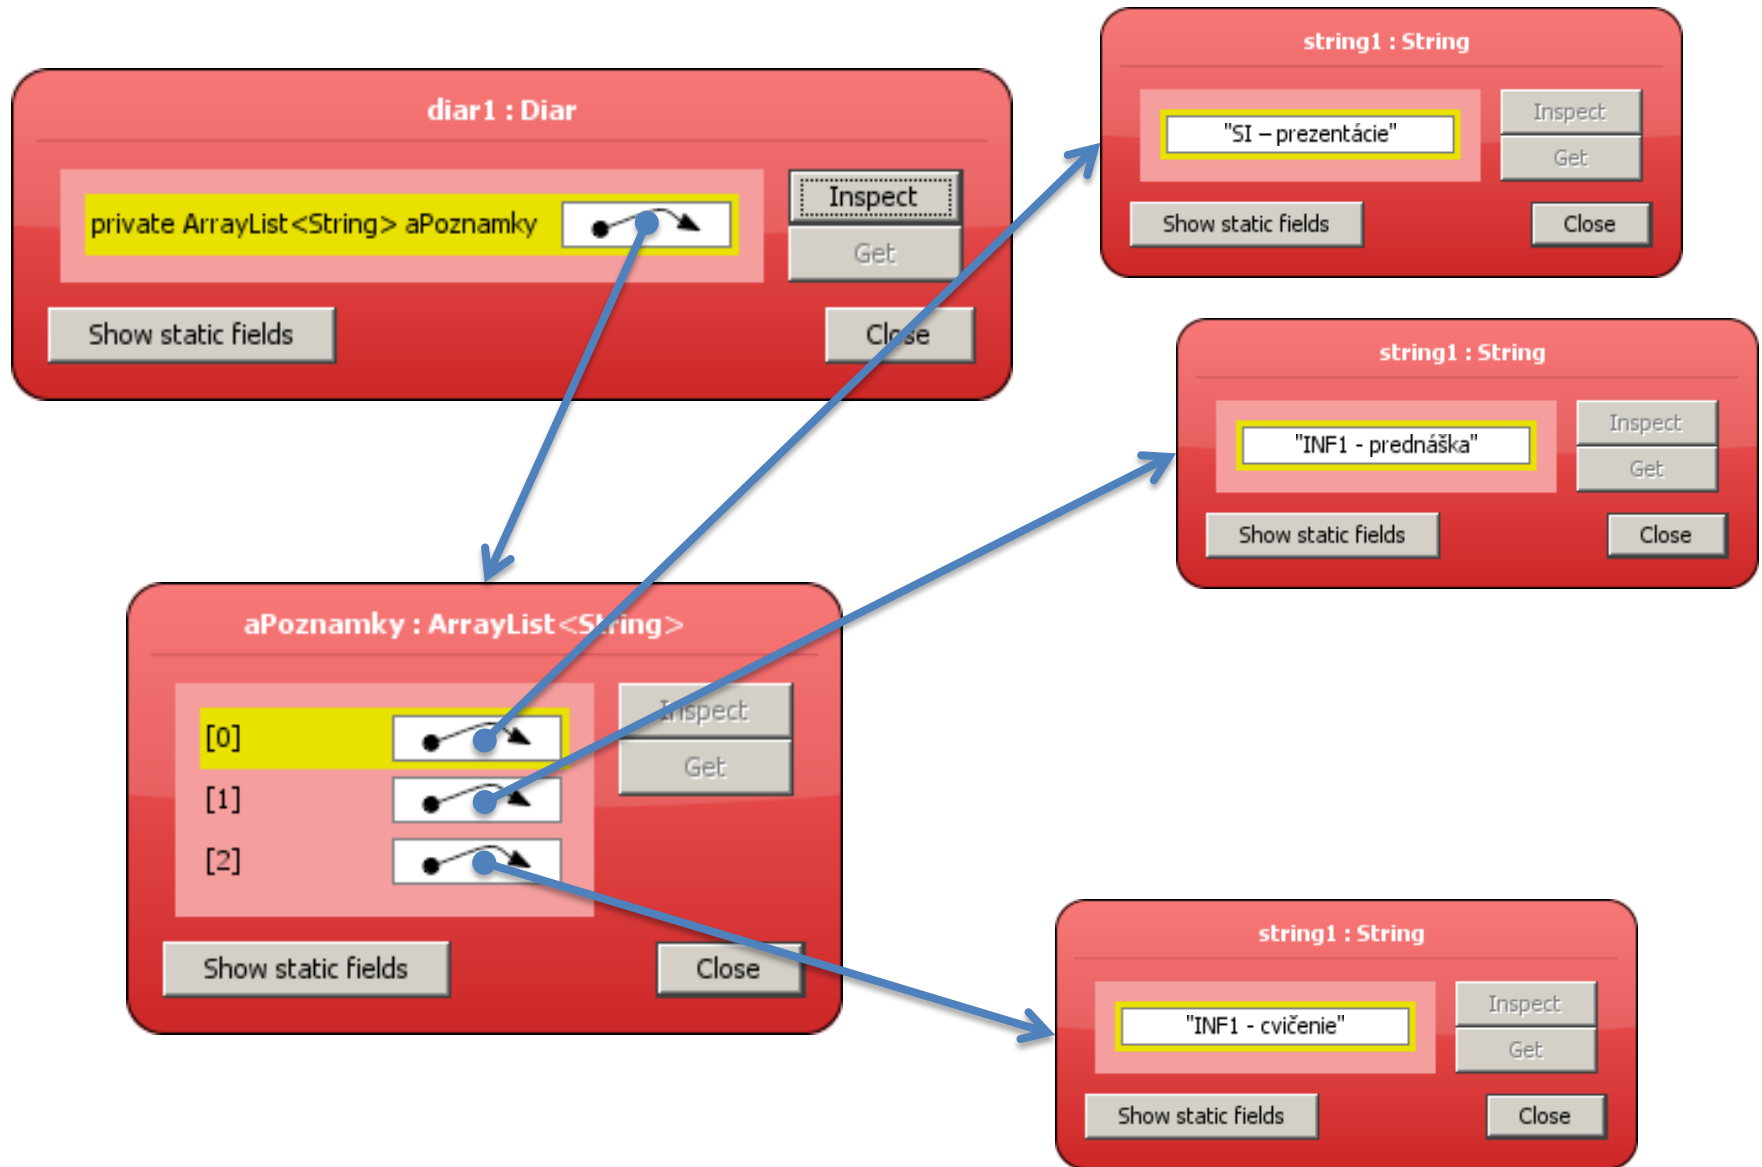 diar1 : Diar
private ArrayList<String> aPoznamky
Inspect
Get
Show static fields
Close
string1 : String
"SI – prezentácie"
Inspect
Get
Show static fields
Close
string1 : String
"INF1 - prednáška"
Inspect
Get
Show static fields
Close
aPoznamky : ArrayList<String>
[0]
[1]
[2]
Inspect
Get
Show static fields
Close
string1 : String
"INF1 - cvičenie"
Inspect
Get
Show static fields
Close